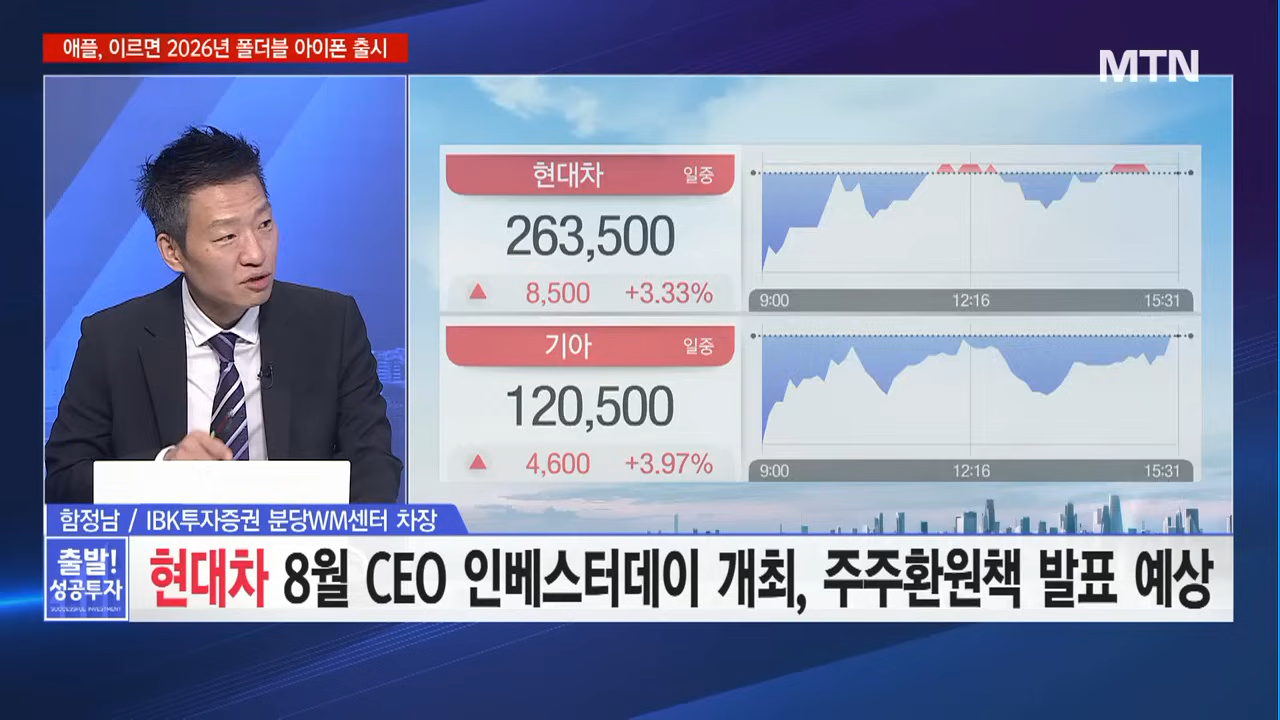 애플, 이르면 2026년 폴더블 아이폰 출시
MTN
현대차 일중
263,500
▲ 8,500 +3.33%
9:00 12:16 15:31
기아 일중
120,500
▲ 4,600 +3.97%
9:00 12:16 15:31
함정남 / IBK투자증권 분당WM센터 차장
출발!
성공투자
SUCCESSFUL INVESTMENT
현대차 8월 CEO 인베스터데이 개최, 주주환원책 발표 예상